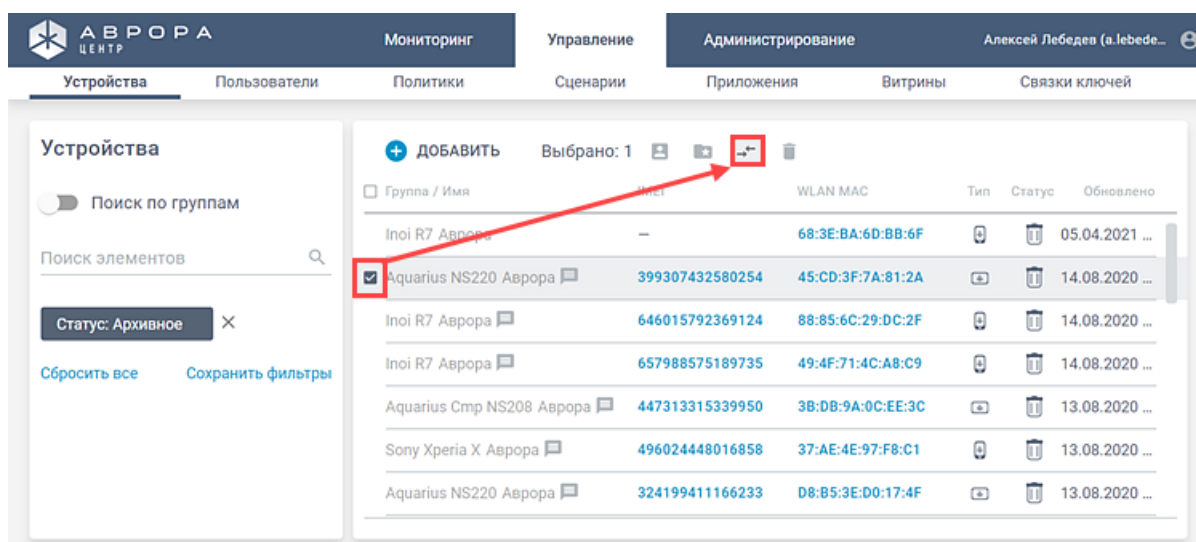 АВРОРА
ЦЕНТР
Мониторинг Управление Администрирование Алексей Лебедев (a.lebede...
Устройства Пользователи Политики Сценарии Приложения Витрины Связки ключей
Устройства
Поиск по группам
Поиск элементов
Статус: Архивное
Сбросить все Сохранить фильтры
ДОБАВИТЬ Выбрано: 1
Группа / Имя IMEI WLAN MAC Тип Статус Обновлено
Inoi R7 Аврора — 68:3E:BA:6D:BB:6F 05.04.2021 ...
Aquarius NS220 Аврора 399307432580254 45:CD:3F:7A:81:2A 14.08.2020 ...
Inoi R7 Аврора 646015792369124 88:85:6C:29:DC:2F 14.08.2020 ...
Inoi R7 Аврора 657988575189735 49:4F:71:4C:A8:C9 14.08.2020 ...
Aquarius Cmp NS208 Аврора 447313315339950 3B:DB:9A:0C:EE:3C 13.08.2020 ...
Sony Xperia X Аврора 496024448016858 37:AE:4E:97:F8:C1 13.08.2020 ...
Aquarius NS220 Аврора 324199411166233 D8:B5:3E:D0:17:4F 13.08.2020 ...